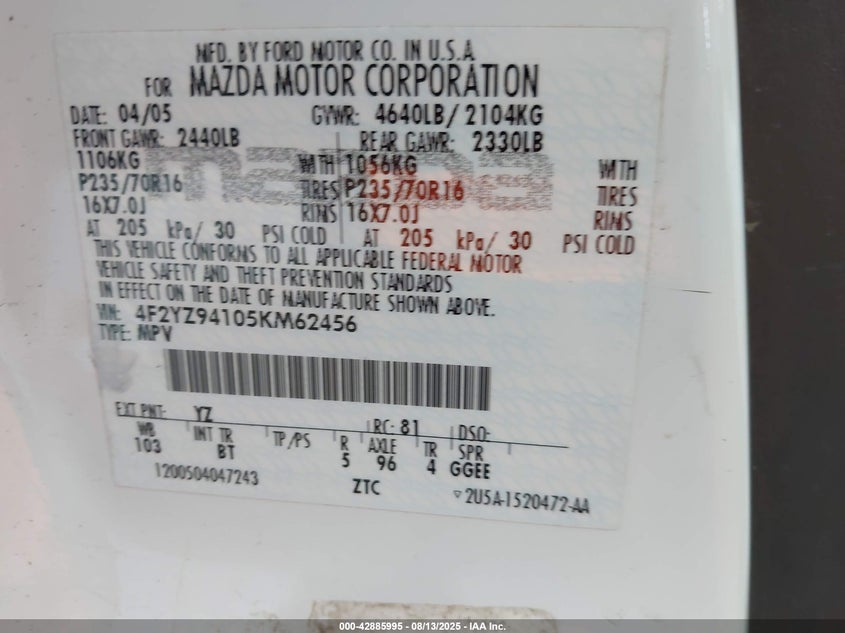 MFD. BY FORD MOTOR CO. IN U.S.A.
FOR MAZDA MOTOR CORPORATION
DATE: 04/05 GVWR: 4640LB/ 2104KG
FRONT GAWR: 2440LB REAR GAWR: 2330LB
1106KG WITH 1056KG WITH
P235/70R16 TIRES P235/70R16 TIRES
16X7.0J RIMS 16X7.0J RIMS
AT 205 kPa/ 30 PSI COLD AT 205 kPa/ 30 PSI COLD
mazda
THIS VEHICLE CONFORMS TO ALL APPLICABLE FEDERAL MOTOR
VEHICLE SAFETY AND THEFT PREVENTION STANDARDS
IN EFFECT ON THE DATE OF MANUFACTURE SHOWN ABOVE.
VIN: 4F2YZ94105KM62456
TYPE: MPV
EXT PNT: YZ RC: 81 DSO:
WB INT TR TP/PS R AXLE TR SPR
103 BT 5 96 4 GGEE
1200504047243 ZTC ▽ 2U5A-1520472-AA
000-42885995 • 08/13/2025 - IAA Inc.